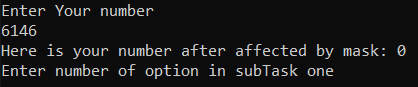 Enter Your number
6146
Here is your number after affected by mask: 0
Enter number of option in subTask one